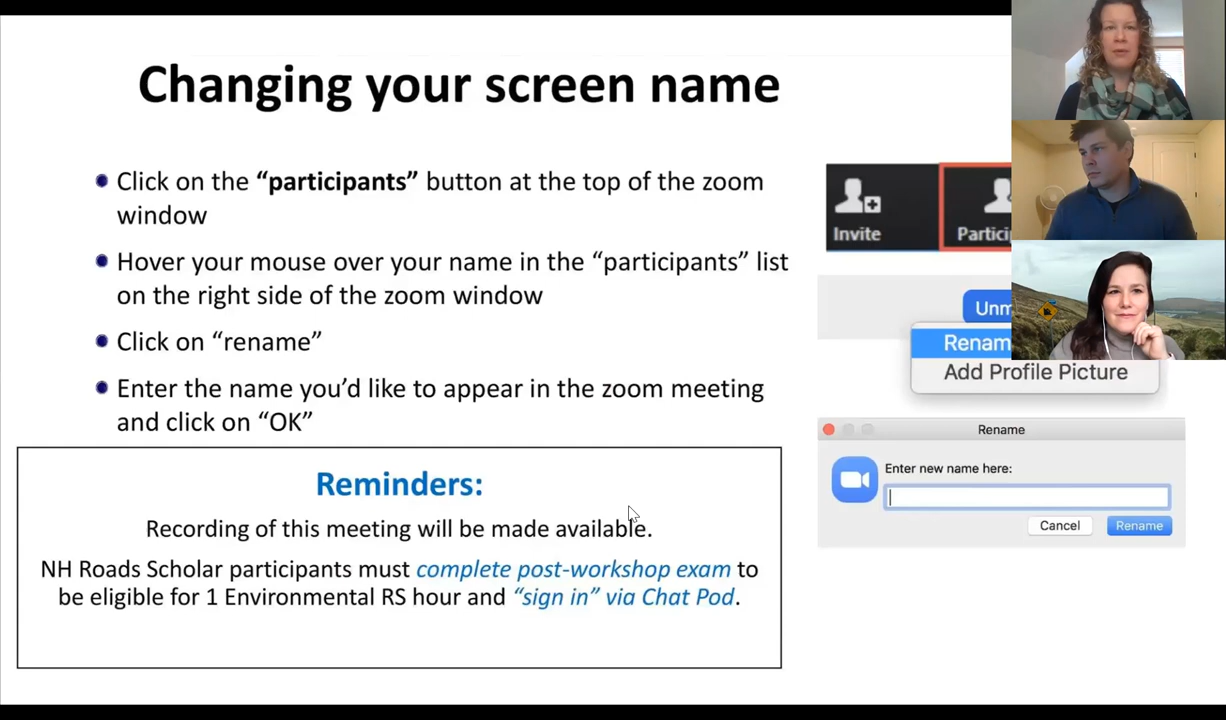 Changing your screen name
Click on the “participants” button at the top of the zoom
window
Hover your mouse over your name in the “participants” list
on the right side of the zoom window
Click on “rename”
Enter the name you’d like to appear in the zoom meeting
and click on “OK”
Reminders:
Recording of this meeting will be made available.
NH Roads Scholar participants must complete post-workshop exam to
be eligible for 1 Environmental RS hour and “sign in” via Chat Pod.
Invite
Add Profile Picture
Rename
Enter new name here:
Cancel Rename